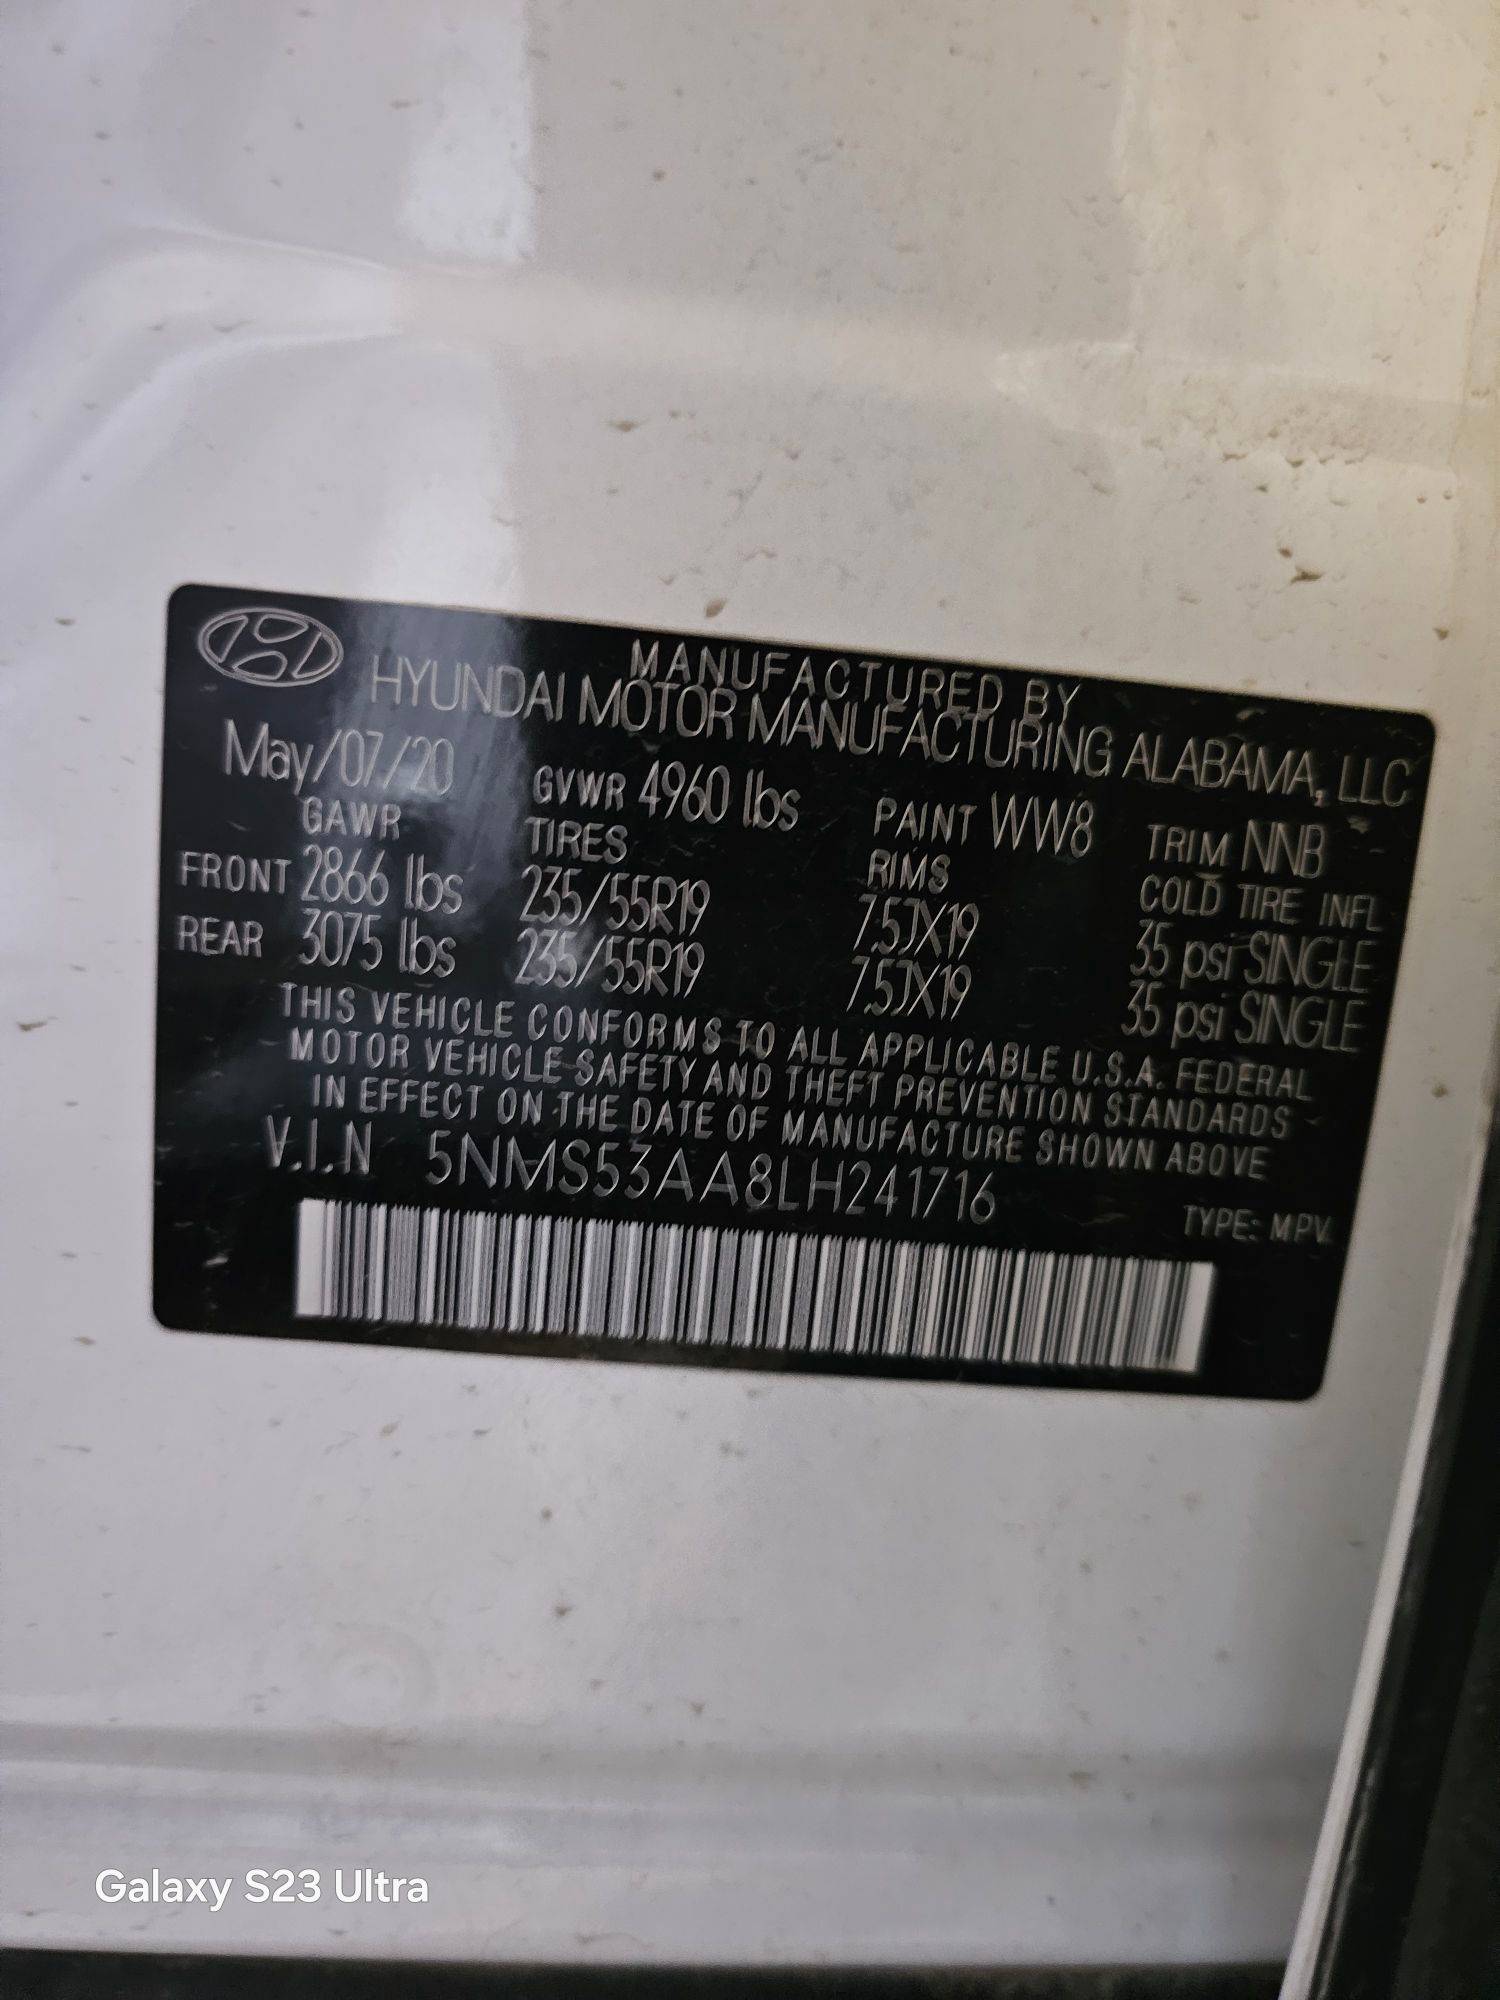 MANUFACTURED BY
HYUNDAI MOTOR MANUFACTURING ALABAMA, LLC
May/07/20 GVWR 4960 lbs PAINT WW8 TRIM NNB
GAWR TIRES RIMS COLD TIRE INFL
FRONT 2866 lbs 235/55R19 7.5JX19 35 psi SINGLE
REAR 3075 lbs 235/55R19 7.5JX19 35 psi SINGLE
THIS VEHICLE CONFORMS TO ALL APPLICABLE U.S.A. FEDERAL
MOTOR VEHICLE SAFETY AND THEFT PREVENTION STANDARDS
IN EFFECT ON THE DATE OF MANUFACTURE SHOWN ABOVE
V.I.N 5NMS53AA8LH241716
TYPE: MPV
Galaxy S23 Ultra